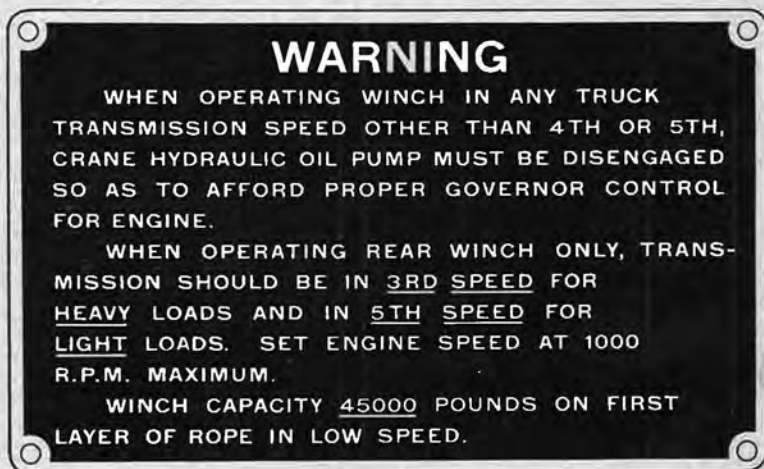 WARNING
WHEN OPERATING WINCH IN ANY TRUCK
TRANSMISSION SPEED OTHER THAN 4TH OR 5TH,
CRANE HYDRAULIC OIL PUMP MUST BE DISENGAGED
SO AS TO AFFORD PROPER GOVERNOR CONTROL
FOR ENGINE.
WHEN OPERATING REAR WINCH ONLY, TRANS-
MISSION SHOULD BE IN 3RD SPEED FOR
HEAVY LOADS AND IN 5TH SPEED FOR
LIGHT LOADS. SET ENGINE SPEED AT 1000
R.P.M. MAXIMUM.
WINCH CAPACITY 45000 POUNDS ON FIRST
LAYER OF ROPE IN LOW SPEED.